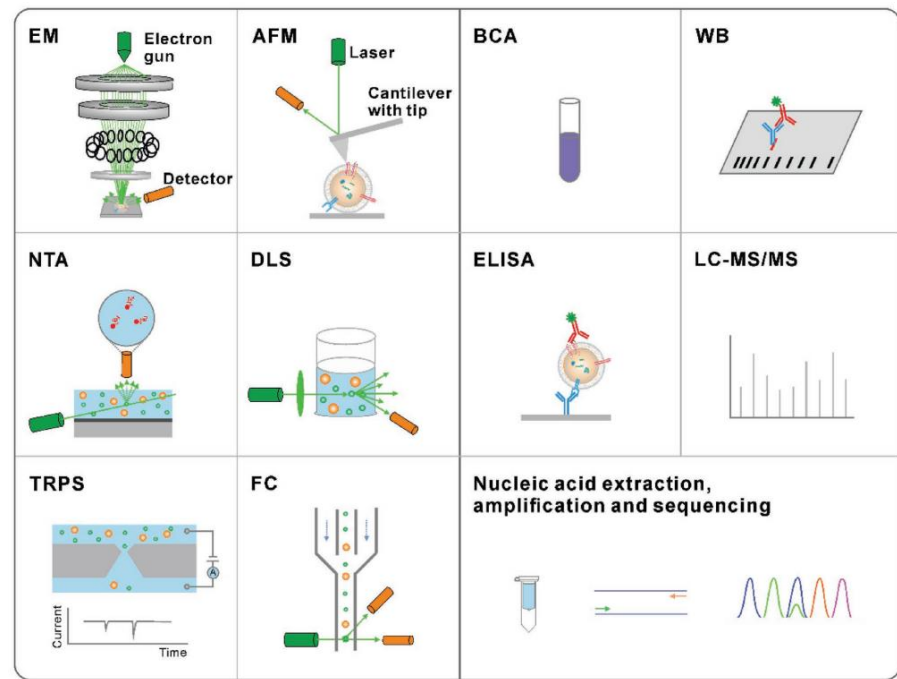 EM
Electron
gun
Detector
AFM
Laser
Cantilever
with tip
BCA
WB
NTA
DLS
ELISA
LC-MS/MS
TRPS
A
Current
Time
FC
Nucleic acid extraction,
amplification and sequencing